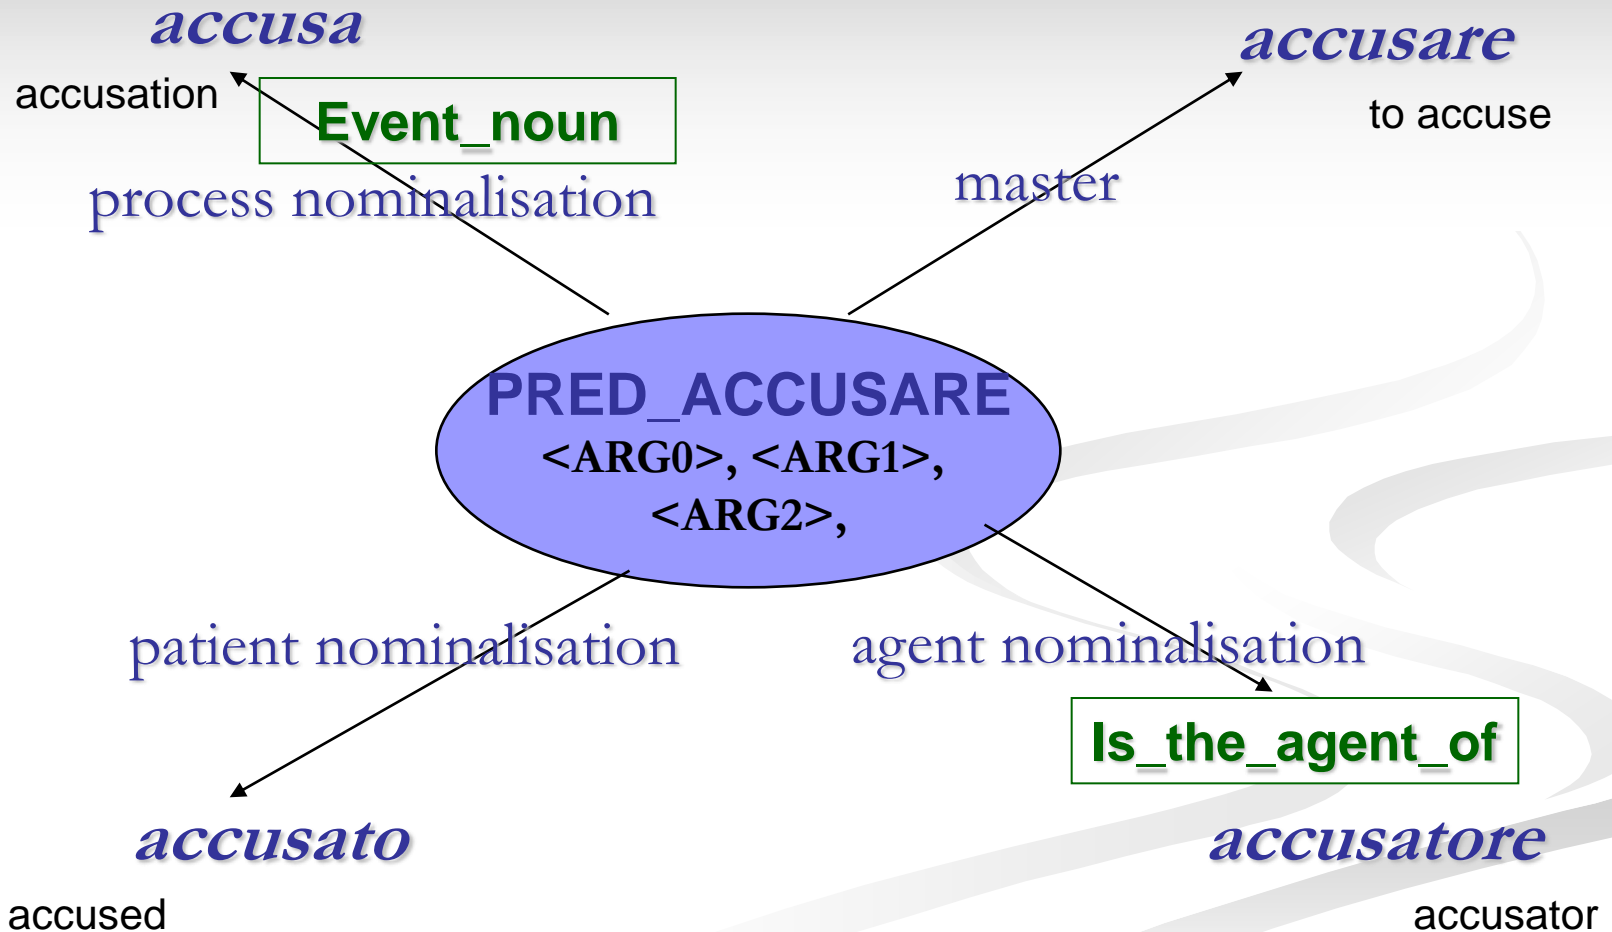 accusa
accusation
Event_noun
process nominalisation
accusare
to accuse
master
PRED_ACCUSARE
<ARG0>, <ARG1>,
<ARG2>,
patient nominalisation
agent nominalisation
Is_the_agent_of
accusato
accused
accusatore
accusator